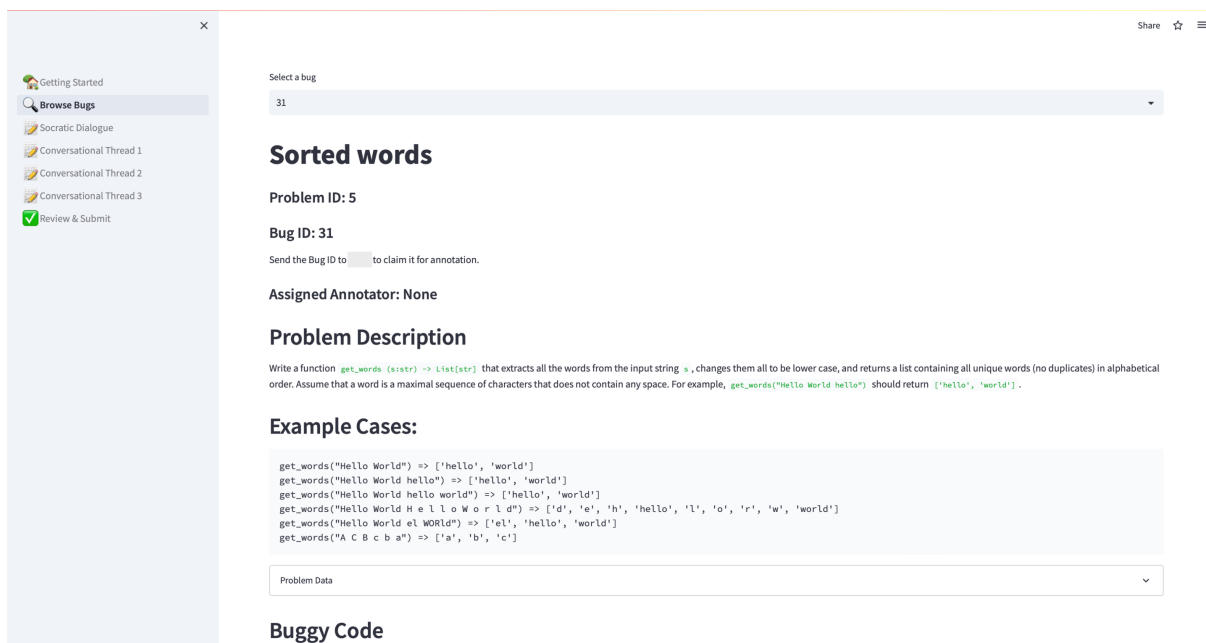 Share
Getting Started
Browse Bugs
Socratic Dialogue
Conversational Thread 1
Conversational Thread 2
Conversational Thread 3
Review & Submit
Select a bug
31
Sorted words
Problem ID: 5
Bug ID: 31
Send the Bug ID to to claim it for annotation.
Assigned Annotator: None
Problem Description
Write a function get_words (s:str) -> List[str] that extracts all the words from the input string s , changes them all to be lower case, and returns a list containing all unique words (no duplicates) in alphabetical
order. Assume that a word is a maximal sequence of characters that does not contain any space. For example, get_words("Hello World hello") should return ['hello', 'world'] .
Example Cases:
get_words("Hello World") => ['hello', 'world']
get_words("Hello World hello") => ['hello', 'world']
get_words("Hello World hello world") => ['hello', 'world']
get_words("Hello World H e l l o W o r l d") => ['d', 'e', 'h', 'hello', 'l', 'o', 'r', 'w', 'world']
get_words("Hello World el WORld") => ['el', 'hello', 'world']
get_words("A C B c b a") => ['a', 'b', 'c']
Problem Data
Buggy Code